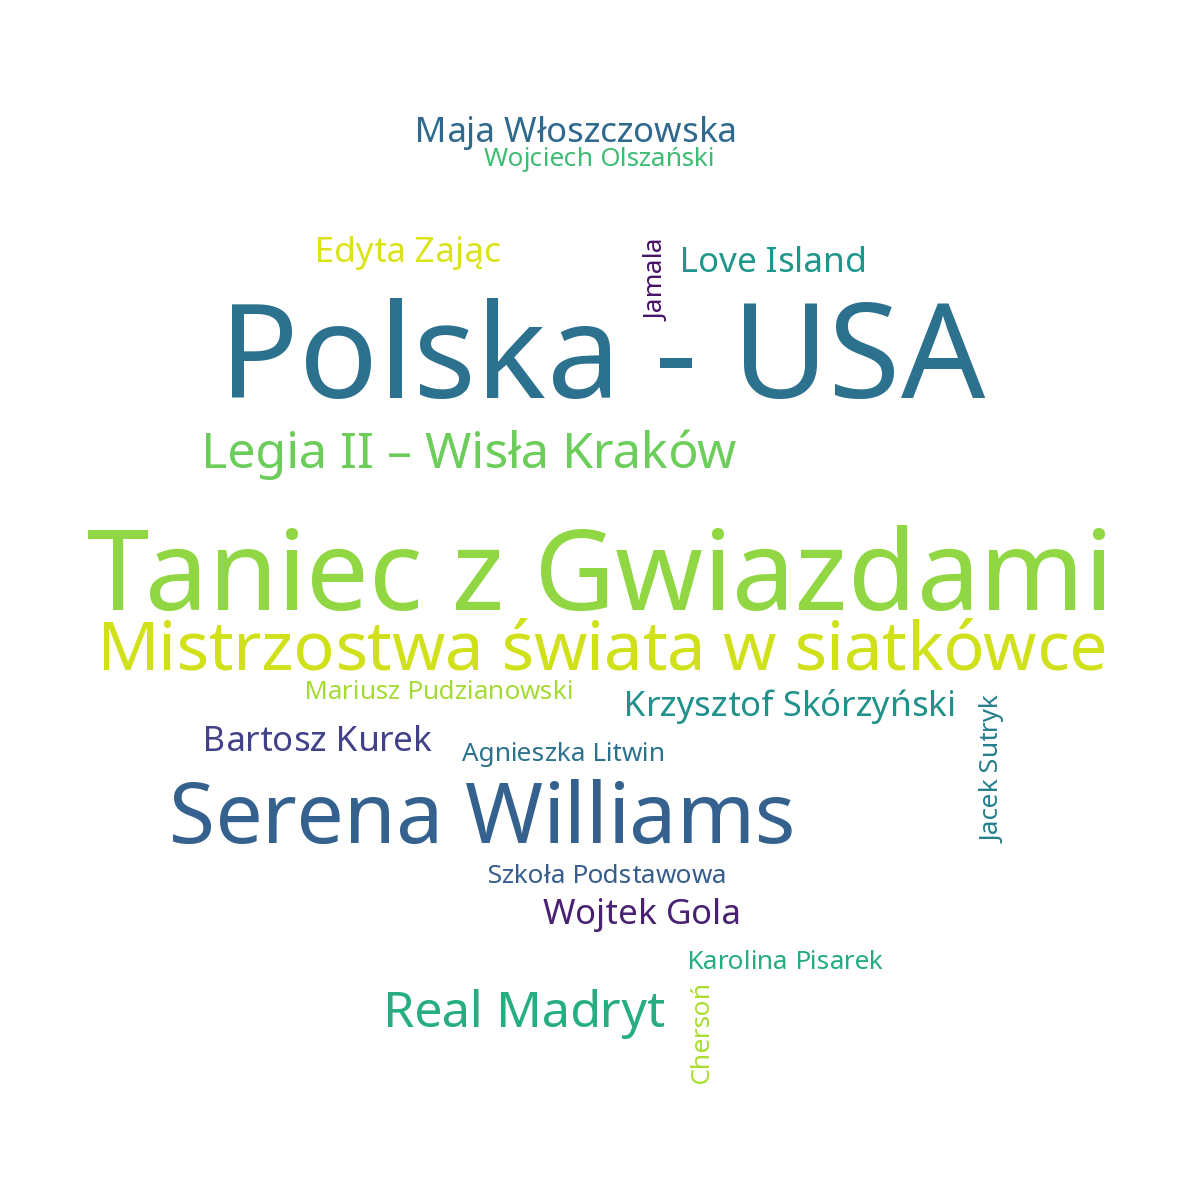 Maja Włoszczowska
Wojciech Olszański
Edyta Zając
Jamala
Love Island
Polska - USA
Legia II – Wisła Kraków
Taniec z Gwiazdami
Mistrzostwa świata w siatkówce
Mariusz Pudzianowski
Krzysztof Skórzyński
Jacek Sutryk
Bartosz Kurek
Agnieszka Litwin
Serena Williams
Szkoła Podstawowa
Wojtek Gola
Karolina Pisarek
Real Madryt
Chersoń